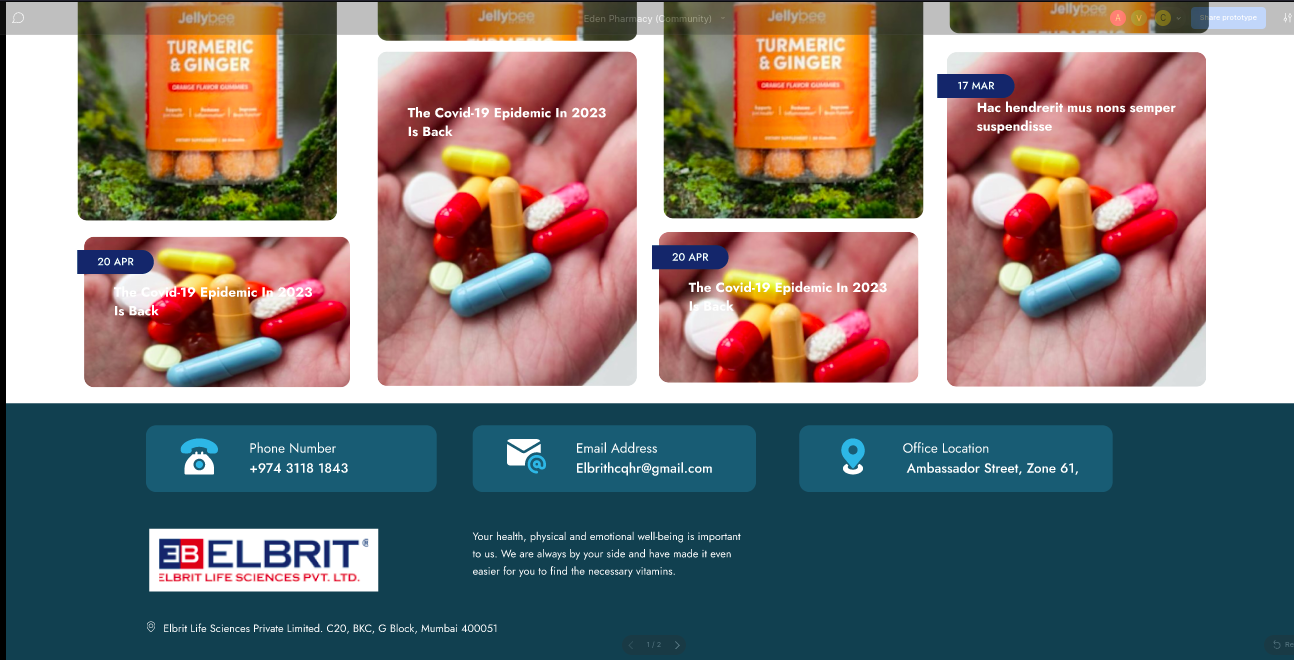 Eden Pharmacy (Community)
A
V
Share prototype
Jellybee
TURMERIC
& GINGER
ORANGE FLAVOR GUMMIES
Jellybee
Jellybee
TURMERIC
& GINGER
ORANGE FLAVOR GUMMIES
Jellybee
The Covid-19 Epidemic In 2023
Is Back
17 MAR
Hac hendrerit mus nons semper
suspendisse
20 APR
The Covid-19 Epidemic In 2023
Is Back
20 APR
The Covid-19 Epidemic In 2023
Is Back
Phone Number
+974 3118 1843
Email Address
Elbrithcqhr@gmail.com
Office Location
Ambassador Street, Zone 61,
3B ELBRIT®
ELBRIT LIFE SCIENCES PVT. LTD.
Your health, physical and emotional well-being is important
to us. We are always by your side and have made it even
easier for you to find the necessary vitamins.
Elbrit Life Sciences Private Limited. C20, BKC, G Block, Mumbai 400051
1 / 2